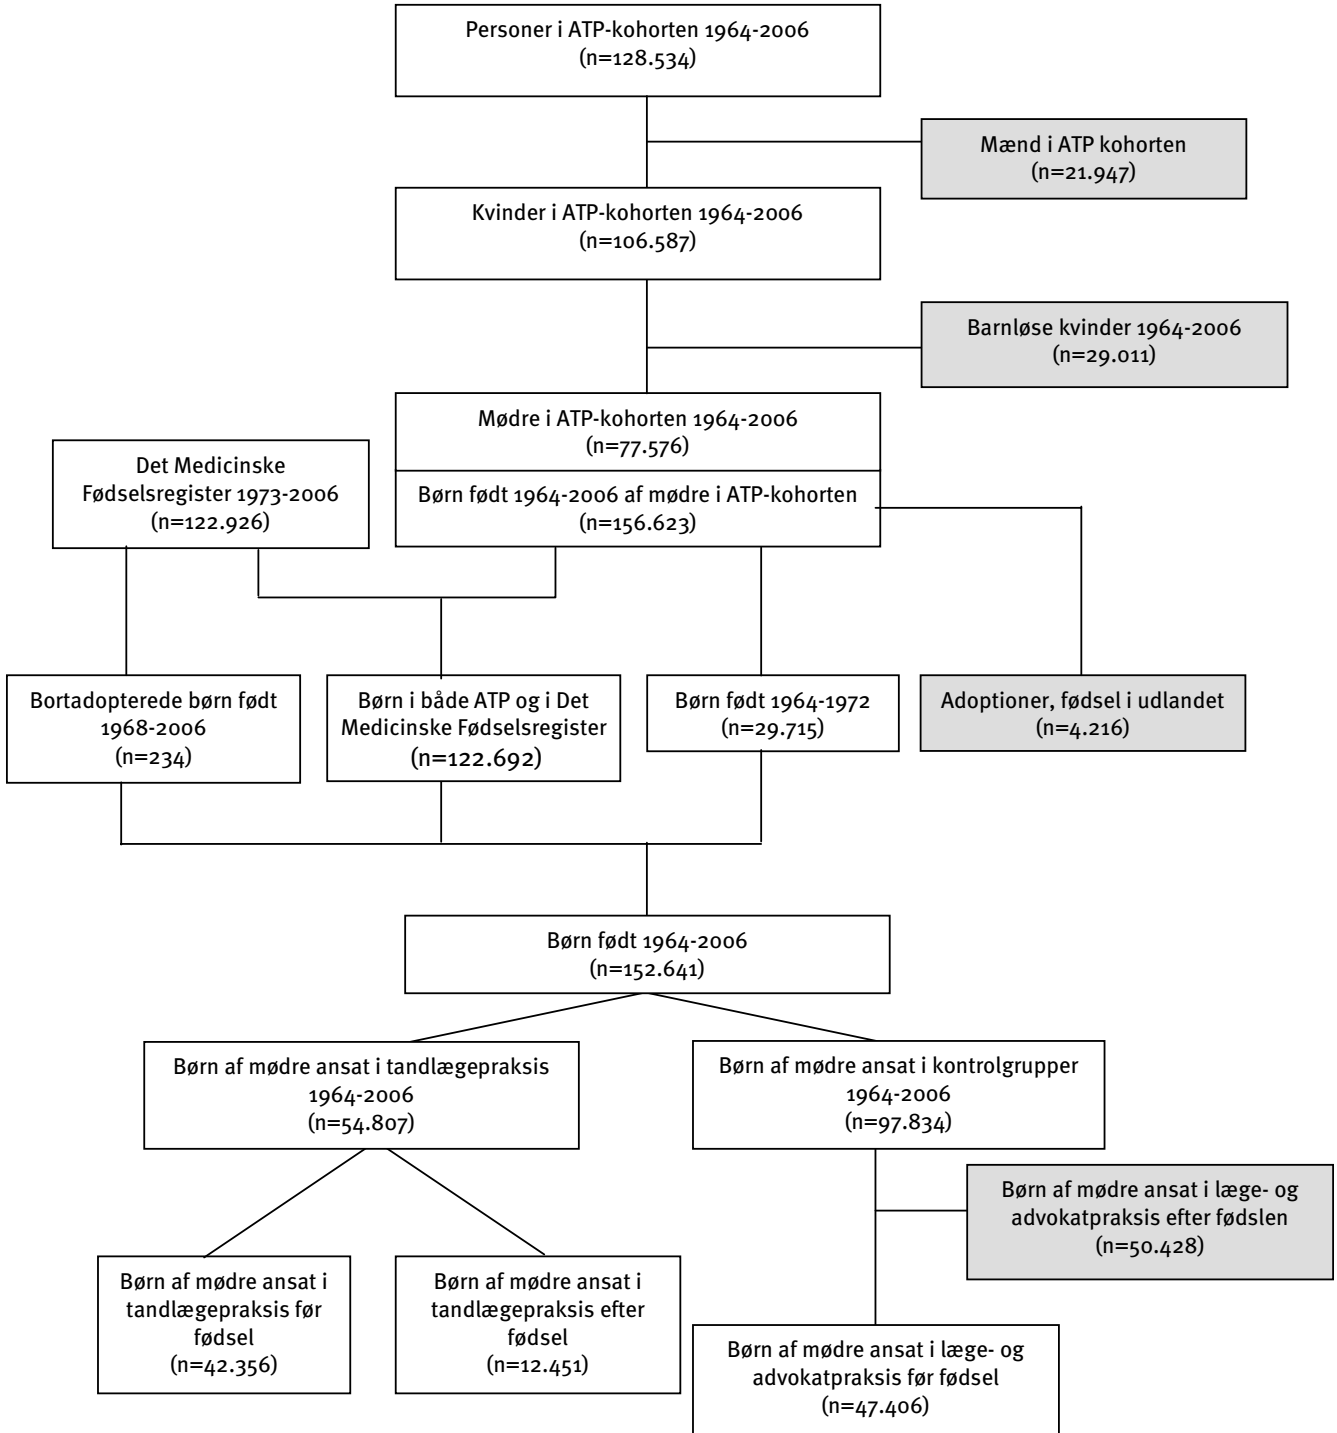 Personer i ATP-kohorten 1964-2006
(n=128.534)
Mænd i ATP kohorten
(n=21.947)
Kvinder i ATP-kohorten 1964-2006
(n=106.587)
Barnløse kvinder 1964-2006
(n=29.011)
Mødre i ATP-kohorten 1964-2006
(n=77.576)
Det Medicinske
Fødselsregister 1973-2006
(n=122.926)
Børn født 1964-2006 af mødre i ATP-kohorten
(n=156.623)
Bortadopterede børn født
1968-2006
(n=234)
Børn i både ATP og i Det
Medicinske Fødselsregister
(n=122.692)
Børn født 1964-1972
(n=29.715)
Adoptioner, fødsel i udlandet
(n=4.216)
Børn født 1964-2006
(n=152.641)
Børn af mødre ansat i tandlægepraksis
1964-2006
(n=54.807)
Børn af mødre ansat i kontrolgrupper
1964-2006
(n=97.834)
Børn af mødre ansat i læge- og
advokatpraksis efter fødslen
(n=50.428)
Børn af mødre ansat i
tandlægepraksis før
fødsel
(n=42.356)
Børn af mødre ansat i
tandlægepraksis efter
fødsel
(n=12.451)
Børn af mødre ansat i læge- og
advokatpraksis før fødsel
(n=47.406)